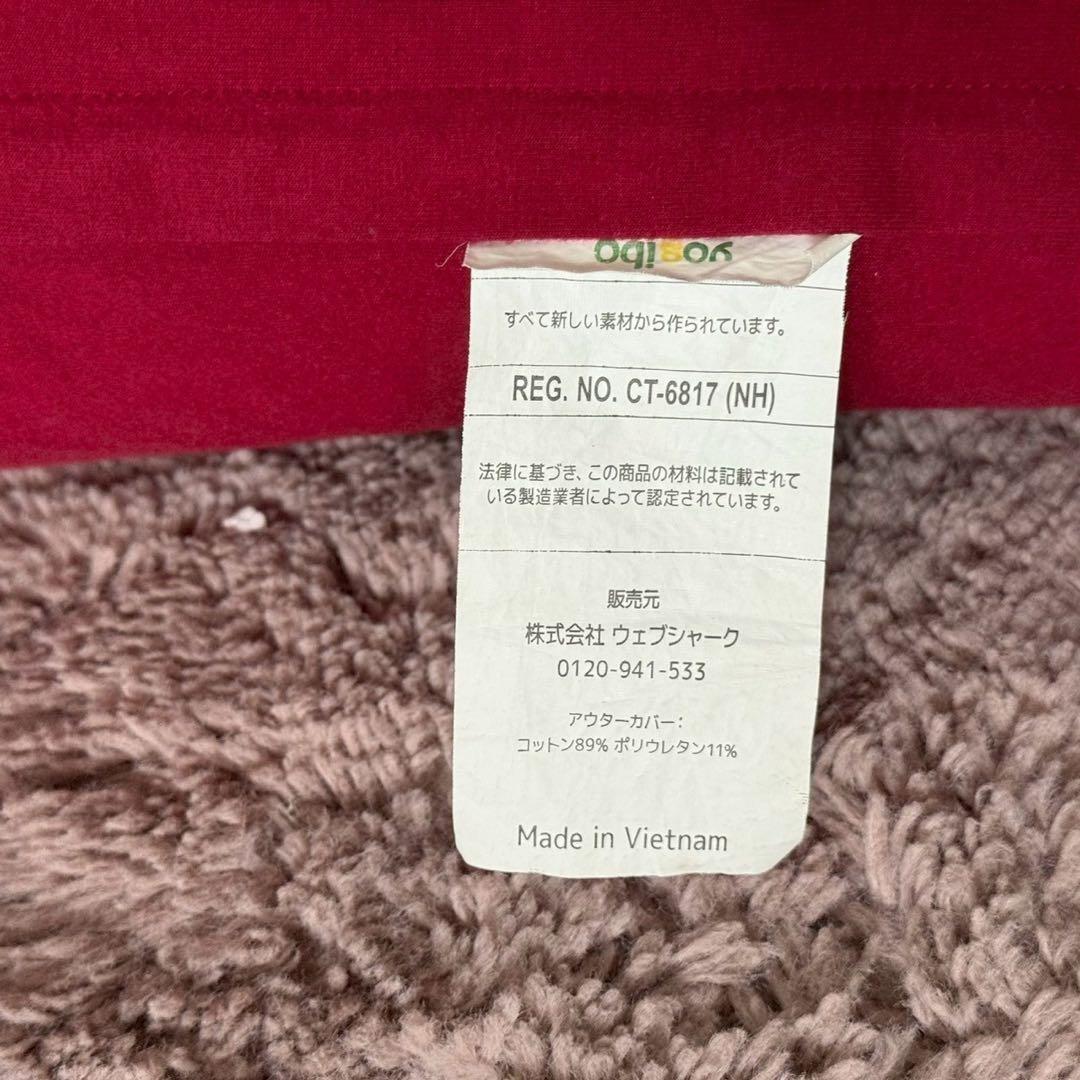 yogibo
すべて新しい素材から作られています。
REG. NO. CT-6817 (NH)
法律に基づき、この商品の材料は記載されて
いる製造業者によって認定されています。
販売元
株式会社 ウェブシャーク
0120-941-533
アウターカバー：
コットン89% ポリウレタン11%
Made in Vietnam